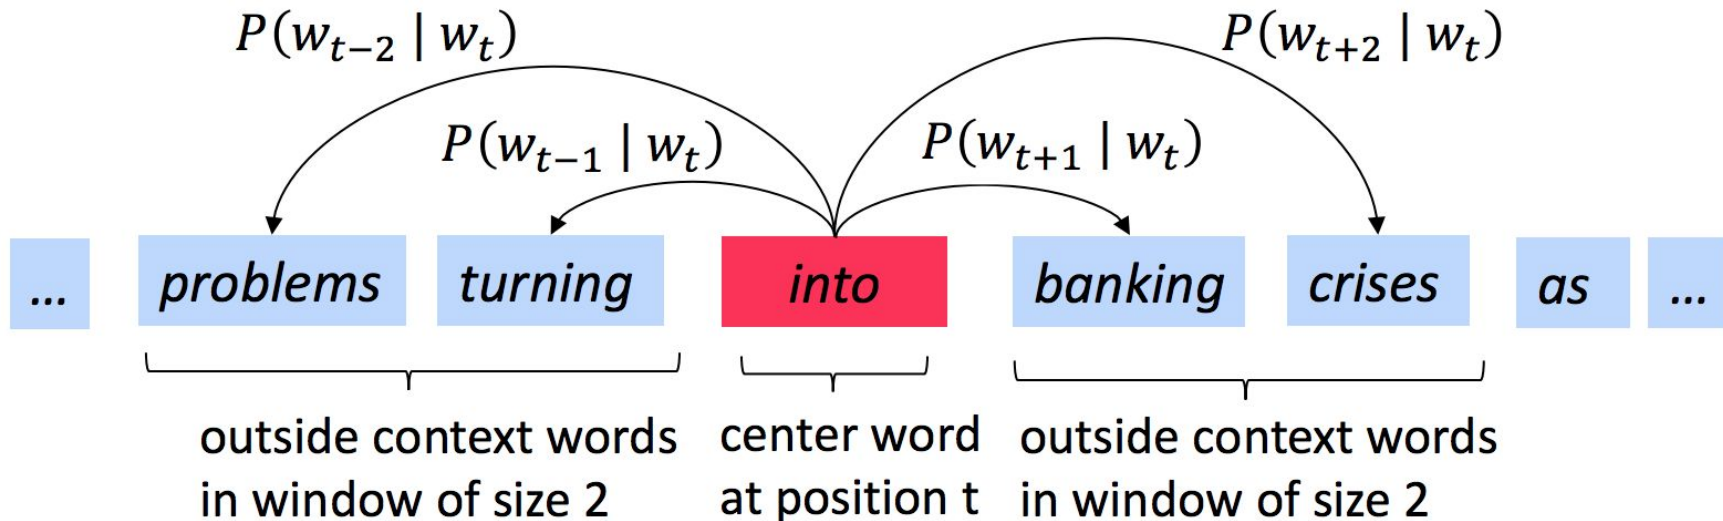 P(w_{t−2} | w_t)
P(w_{t+2} | w_t)
P(w_{t−1} | w_t)
P(w_{t+1} | w_t)
... problems turning into banking crises as ...
outside context words
in window of size 2
center word
at position t
outside context words
in window of size 2